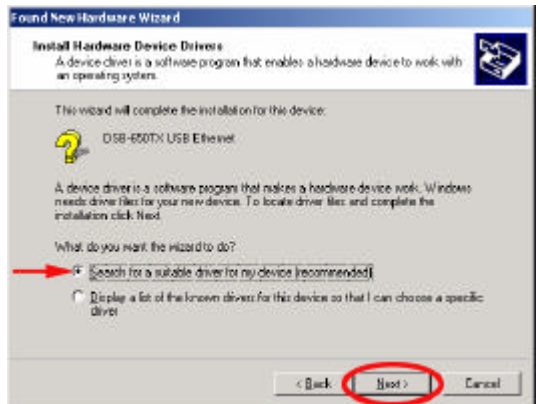 Found New Hardware Wizard
Install Hardware Device Drivers
A device driver is a software program that enables a hardware device to work with
an operating system.
This wizard will complete the installation for this device:
DSB-650TX USB Ethernet
A device driver is a software program that makes a hardware device work. Windows
needs driver files for your new device. To locate driver files and complete the
installation click Next.
What do you want the wizard to do?
Search for a suitable driver for my device (recommended)
Display a list of the known drivers for this device so that I can choose a specific
driver
< Back
Next >
Cancel